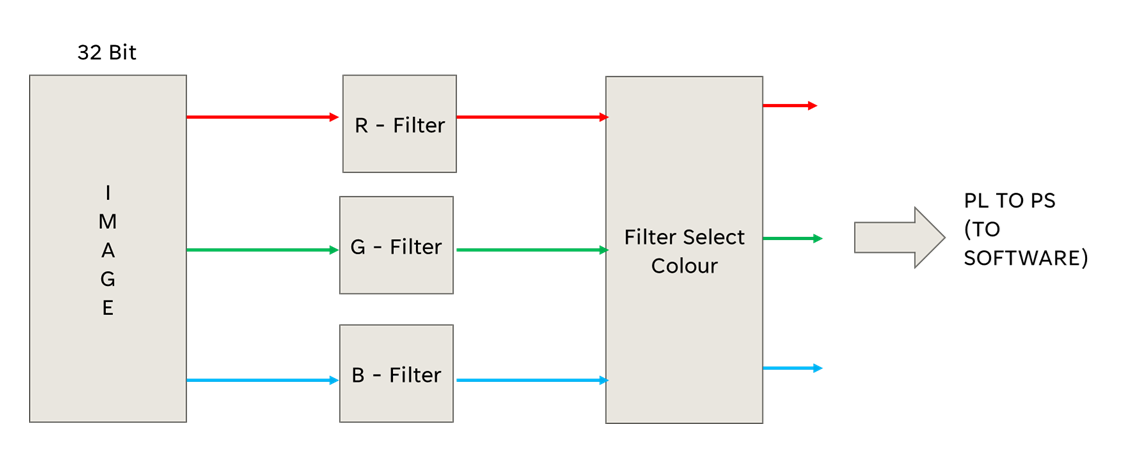 32 Bit
I
M
A
G
E
R - Filter
G - Filter
B - Filter
Filter Select
Colour
PL TO PS
(TO
SOFTWARE)